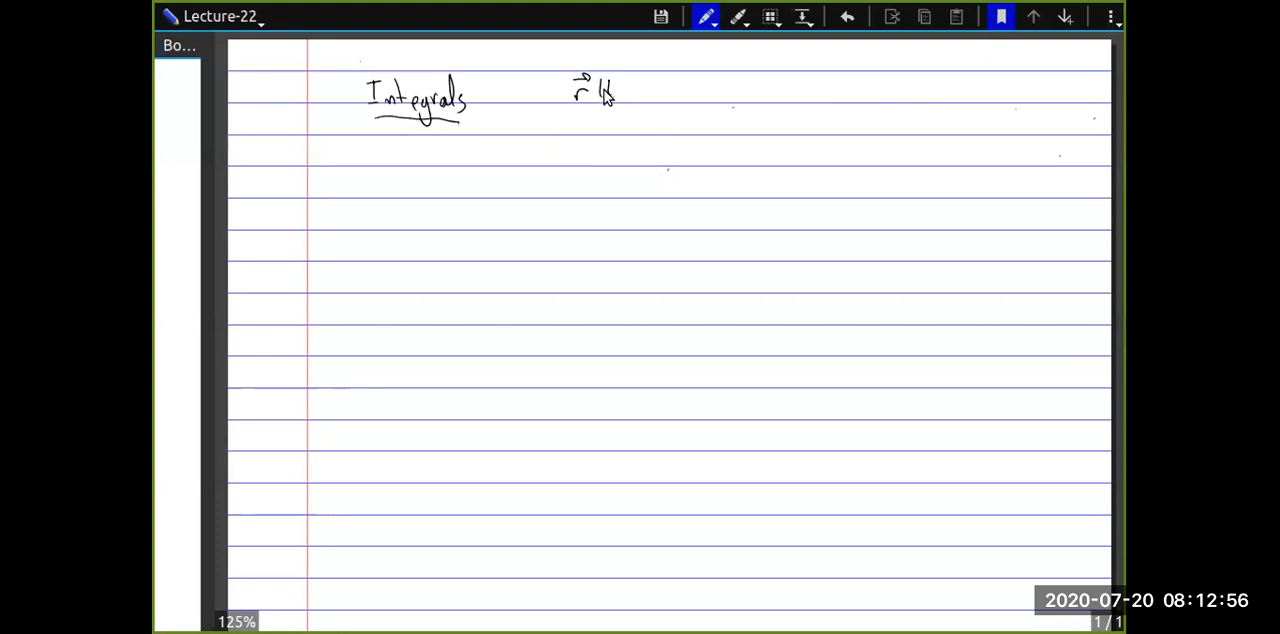 Lecture-22
Bo...
Integrals
125%
2020-07-20 08:12:56
1 / 1